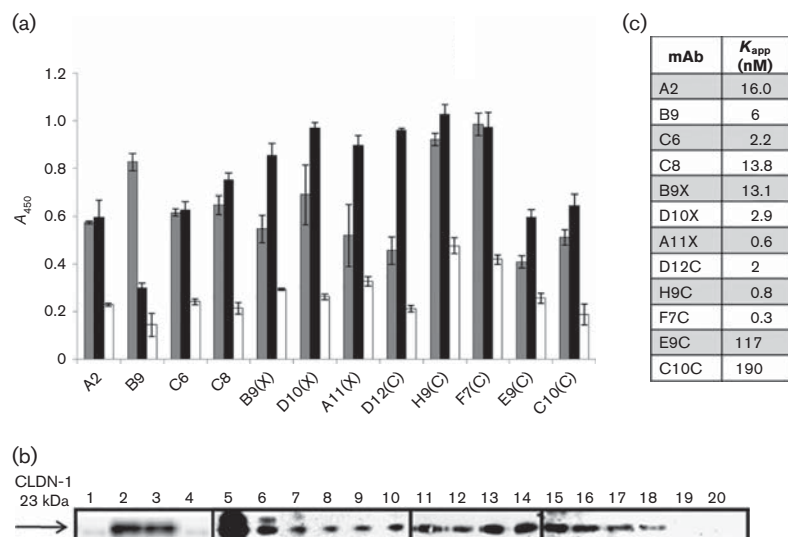 (a)
1.2
1.0
0.8
0.6
0.4
0.2
0
A450
A2 B9 C6 C8 B9(X) D10(X) A11(X) D12(C) H9(C) F7(C) E9(C) C10(C)
(c)
mAb Kapp (nM)
A2 16.0
B9 6
C6 2.2
C8 13.8
B9X 13.1
D10X 2.9
A11X 0.6
D12C 2
H9C 0.8
F7C 0.3
E9C 117
C10C 190
(b)
CLDN-1
23 kDa
1 2 3 4 5 6 7 8 9 10 11 12 13 14 15 16 17 18 19 20